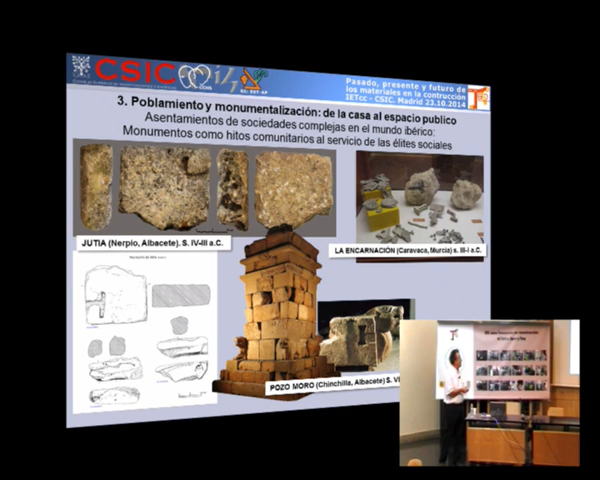 CSIC
Pasado, presente y futuro de
los materiales en la contrucción
IETcc - CSIC. Madrid 23.10.2014
3. Poblamiento y monumentalización: de la casa al espacio publico
Asentamientos de sociedades complejas en el mundo ibérico:
Monumentos como hitos comunitarios al servicio de las élites sociales
JUTIA (Nerpio, Albacete). S. IV-III a.C.
LA ENCARNACIÓN (Caravaca, Murcia) s. III-I a.C.
POZO MORO (Chinchilla, Albacete) S. VI